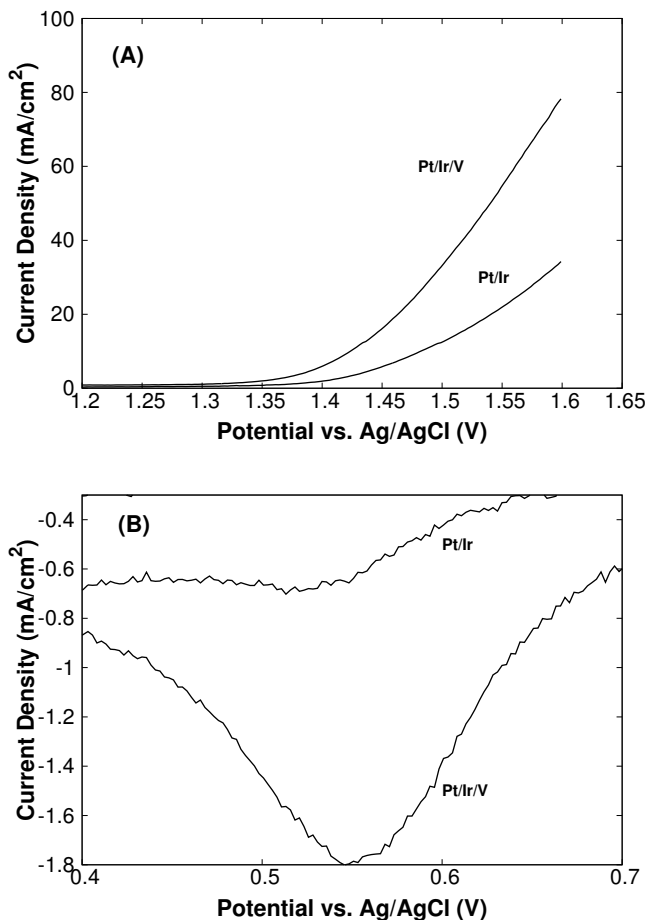 100
(A)
80
Pt/Ir/V
60
40
Pt/Ir
20
0
1.2 1.25 1.3 1.35 1.4 1.45 1.5 1.55 1.6 1.65
Current Density (mA/cm²)
Potential vs. Ag/AgCl (V)
(B)
-0.4
Pt/Ir
-0.6
-0.8
-1
-1.2
-1.4
Pt/Ir/V
-1.6
-1.8
0.4 0.5 0.6 0.7
Current Density (mA/cm²)
Potential vs. Ag/AgCl (V)